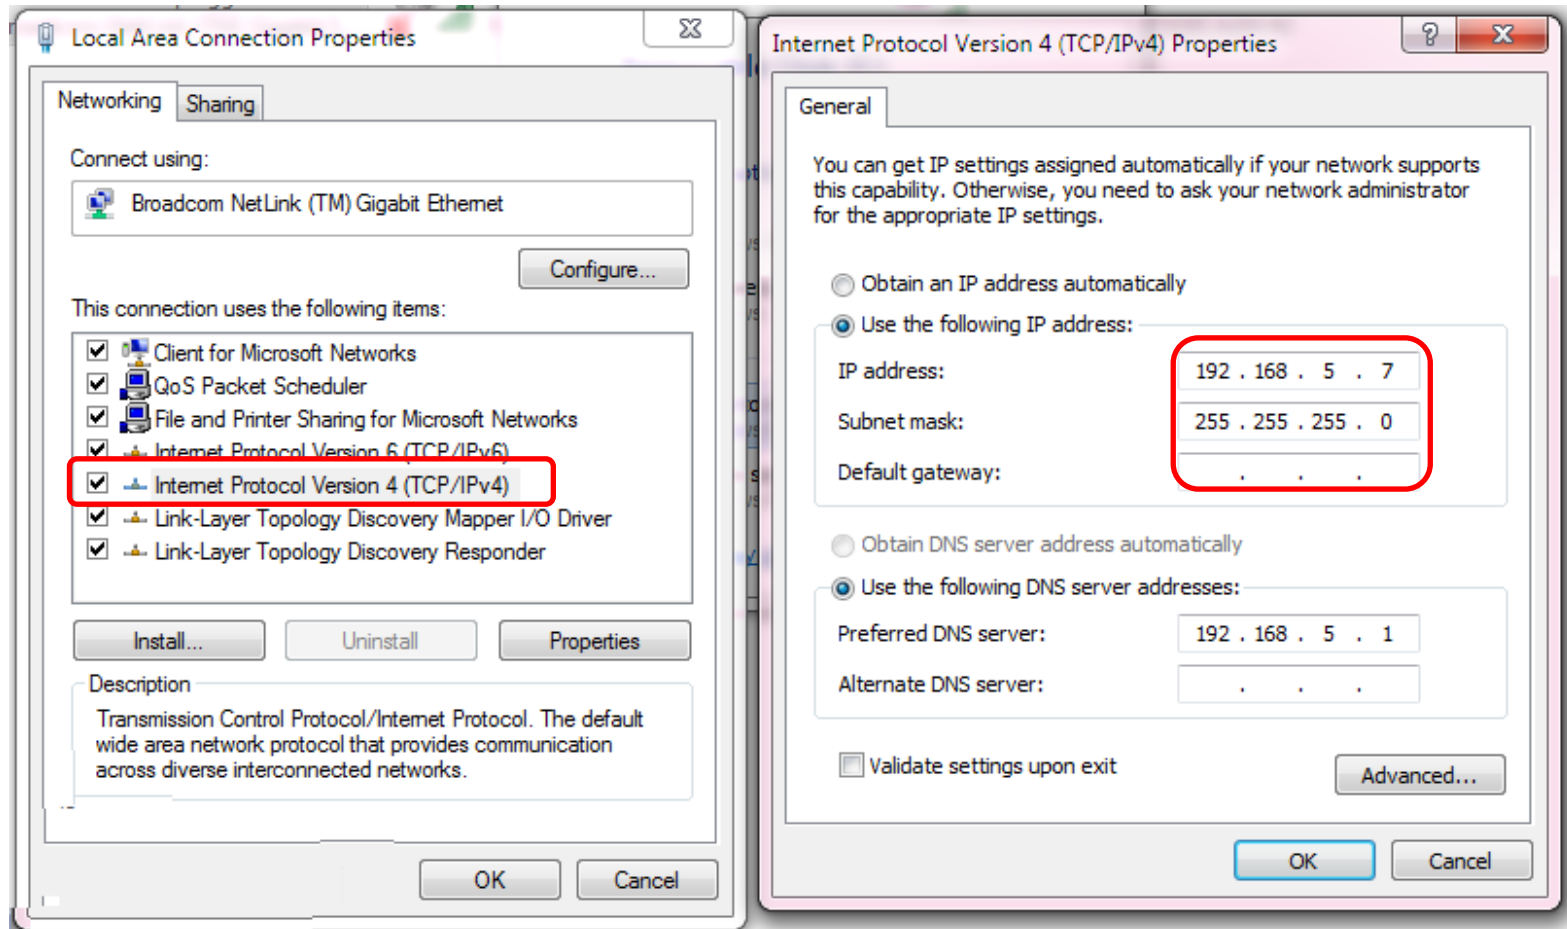 Local Area Connection Properties
Networking
Sharing
Connect using:
Broadcom NetLink (TM) Gigabit Ethernet
Configure...
This connection uses the following items:
Client for Microsoft Networks
QoS Packet Scheduler
File and Printer Sharing for Microsoft Networks
Internet Protocol Version 6 (TCP/IPv6)
Internet Protocol Version 4 (TCP/IPv4)
Link-Layer Topology Discovery Mapper I/O Driver
Link-Layer Topology Discovery Responder
Install...
Uninstall
Properties
Description
Transmission Control Protocol/Internet Protocol. The default
wide area network protocol that provides communication
across diverse interconnected networks.
OK
Cancel
Internet Protocol Version 4 (TCP/IPv4) Properties
General
You can get IP settings assigned automatically if your network supports
this capability. Otherwise, you need to ask your network administrator
for the appropriate IP settings.
Obtain an IP address automatically
Use the following IP address:
IP address: 192 . 168 . 5 . 7
Subnet mask: 255 . 255 . 255 . 0
Default gateway: . . .
Obtain DNS server address automatically
Use the following DNS server addresses:
Preferred DNS server: 192 . 168 . 5 . 1
Alternate DNS server: . . .
Validate settings upon exit
Advanced...
OK
Cancel